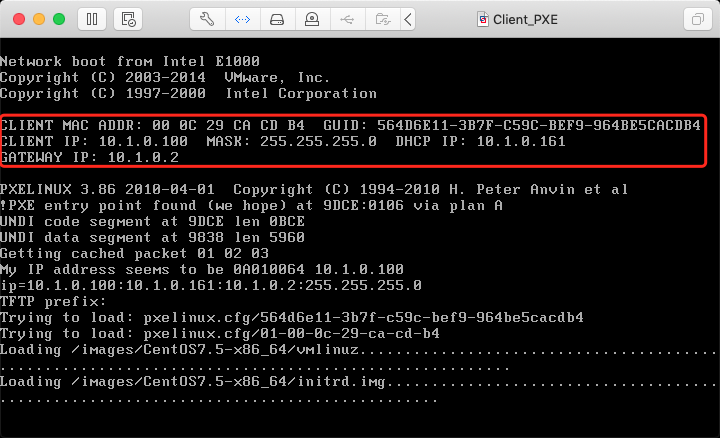 Client_PXE
Network boot from Intel E1000
Copyright (C) 2003-2014  VMware, Inc.
Copyright (C) 1997-2000  Intel Corporation
CLIENT MAC ADDR: 00 0C 29 CA CD B4  GUID: 564D6E11-3B7F-C59C-BEF9-964BE5CACDB4
CLIENT IP: 10.1.0.100  MASK: 255.255.255.0  DHCP IP: 10.1.0.161
GATEWAY IP: 10.1.0.2
PXELINUX 3.86 2010-04-01  Copyright (C) 1994-2010 H. Peter Anvin et al
!PXE entry point found (we hope) at 9DCE:0106 via plan A
UNDI code segment at 9DCE len 0BCE
UNDI data segment at 9838 len 5960
Getting cached packet 01 02 03
My IP address seems to be 0A010064 10.1.0.100
ip=10.1.0.100:10.1.0.161:10.1.0.2:255.255.255.0
TFTP prefix:
Trying to load: pxelinux.cfg/564d6e11-3b7f-c59c-bef9-964be5cacdb4
Trying to load: pxelinux.cfg/01-00-0c-29-ca-cd-b4
Loading /images/CentOS7.5-x86_64/vmlinuz.......................................
........................................................
Loading /images/CentOS7.5-x86_64/initrd.img....................................
................................................